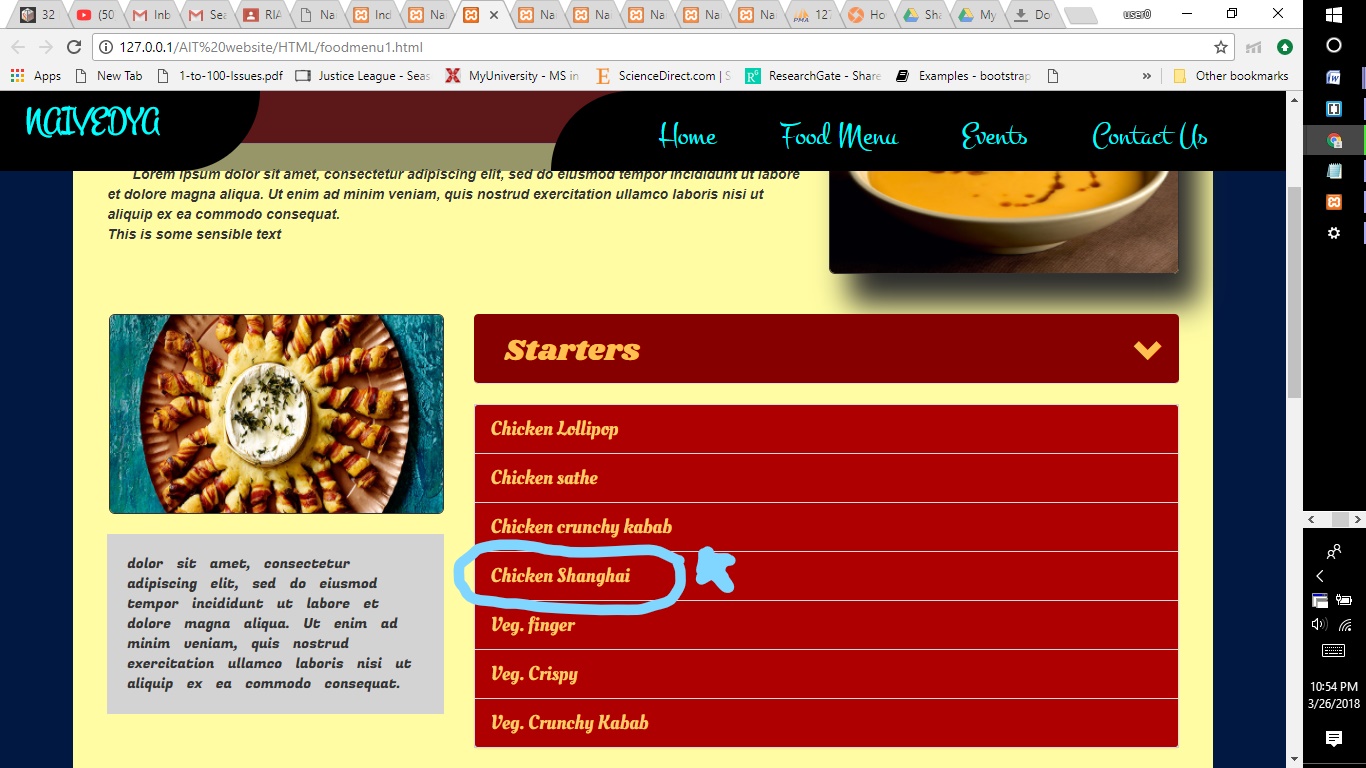 32
(50
Inb
Sea
RIA
Na
Ind
Na
Na
Na
Na
Na
Na
127
Ho
Sha
My
Do
user0
127.0.0.1/AIT%20website/HTML/foodmenu1.html
Apps
New Tab
1-to-100-Issues.pdf
Justice League - Seas
MyUniversity - MS in
ScienceDirect.com | S
ResearchGate - Share
Examples - bootstrap
»
Other bookmarks
NAIVEDYA
Home
Food Menu
Events
Contact Us
Lorem ipsum dolor sit amet, consectetur adipiscing elit, sed do eiusmod tempor incididunt ut labore
et dolore magna aliqua. Ut enim ad minim veniam, quis nostrud exercitation ullamco laboris nisi ut
aliquip ex ea commodo consequat.
This is some sensible text
Starters
Chicken Lollipop
Chicken sathe
Chicken crunchy kabab
Chicken Shanghai
Veg. finger
Veg. Crispy
Veg. Crunchy Kabab
dolor sit amet, consectetur
adipiscing elit, sed do eiusmod
tempor incididunt ut labore et
dolore magna aliqua. Ut enim ad
minim veniam, quis nostrud
exercitation ullamco laboris nisi ut
aliquip ex ea commodo consequat.
10:54 PM
3/26/2018